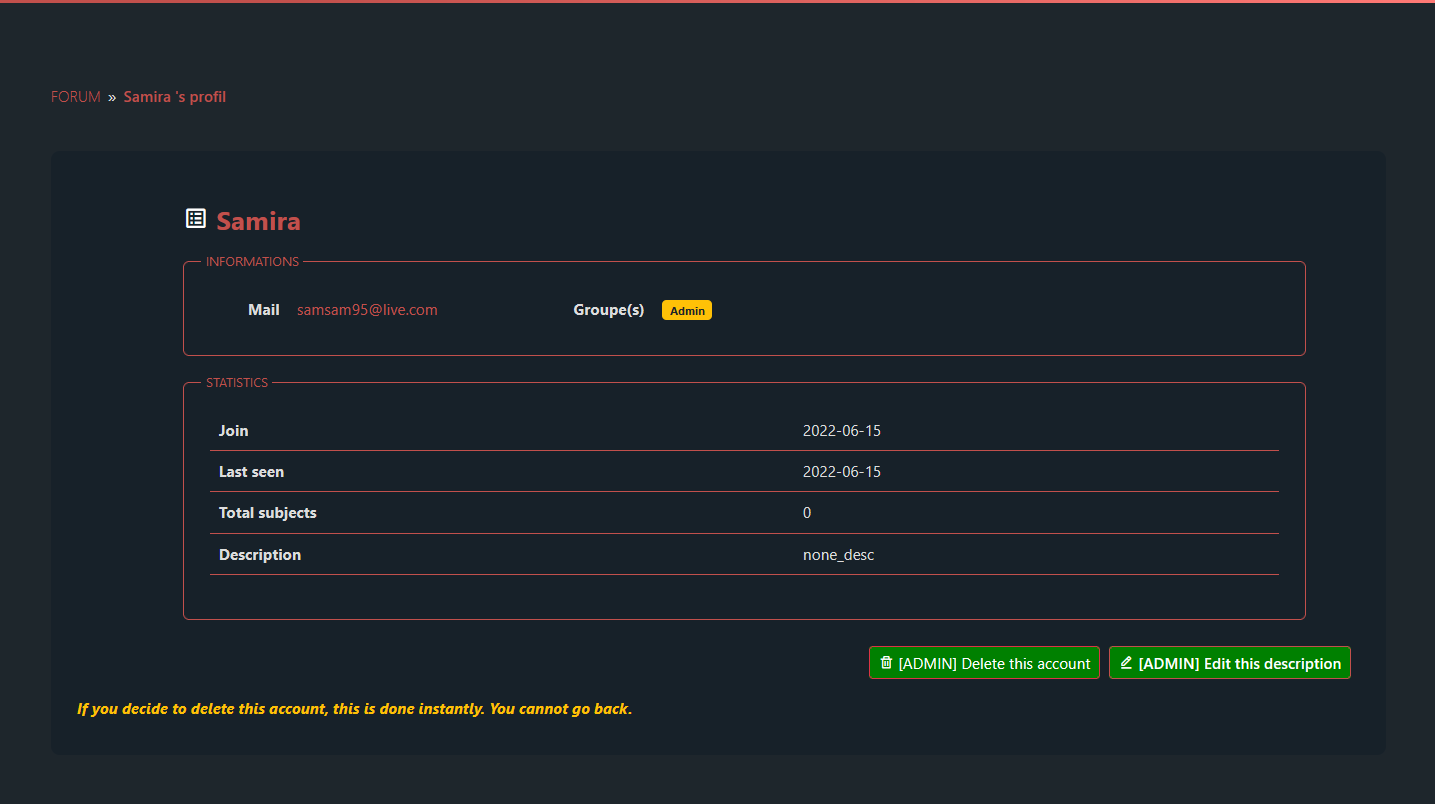 FORUM » Samira 's profil
Samira
INFORMATIONS
Mail samsam95@live.com Groupe(s) Admin
STATISTICS
Join 2022-06-15
Last seen 2022-06-15
Total subjects 0
Description none_desc
[ADMIN] Delete this account [ADMIN] Edit this description
If you decide to delete this account, this is done instantly. You cannot go back.